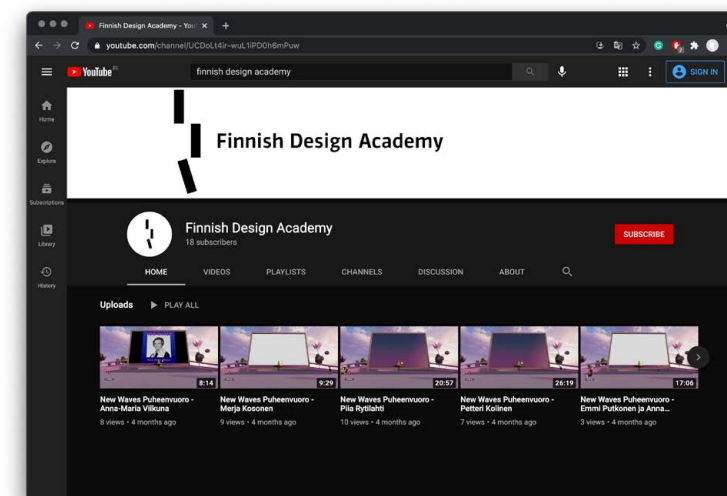 Finnish Design Academy - You
youtube.com/channel/UCDoLt4ir-wuL1iPD0h6mPuw
YouTube
finnish design academy
SIGN IN
Home
Explore
Subscriptions
Library
History
Finnish Design Academy
Finnish Design Academy
18 subscribers
SUBSCRIBE
HOME VIDEOS PLAYLISTS CHANNELS DISCUSSION ABOUT
Uploads PLAY ALL
8:14
9:29
20:57
26:19
17:06
New Waves Puheenvuoro -
Anna-Maria Vilkuna
8 views • 4 months ago
New Waves Puheenvuoro -
Merja Kosonen
9 views • 4 months ago
New Waves Puheenvuoro -
Piia Rytilahti
10 views • 4 months ago
New Waves Puheenvuoro -
Petteri Kolinen
7 views • 4 months ago
New Waves Puheenvuoro -
Emmi Putkonen ja Anna...
3 views • 4 months ago